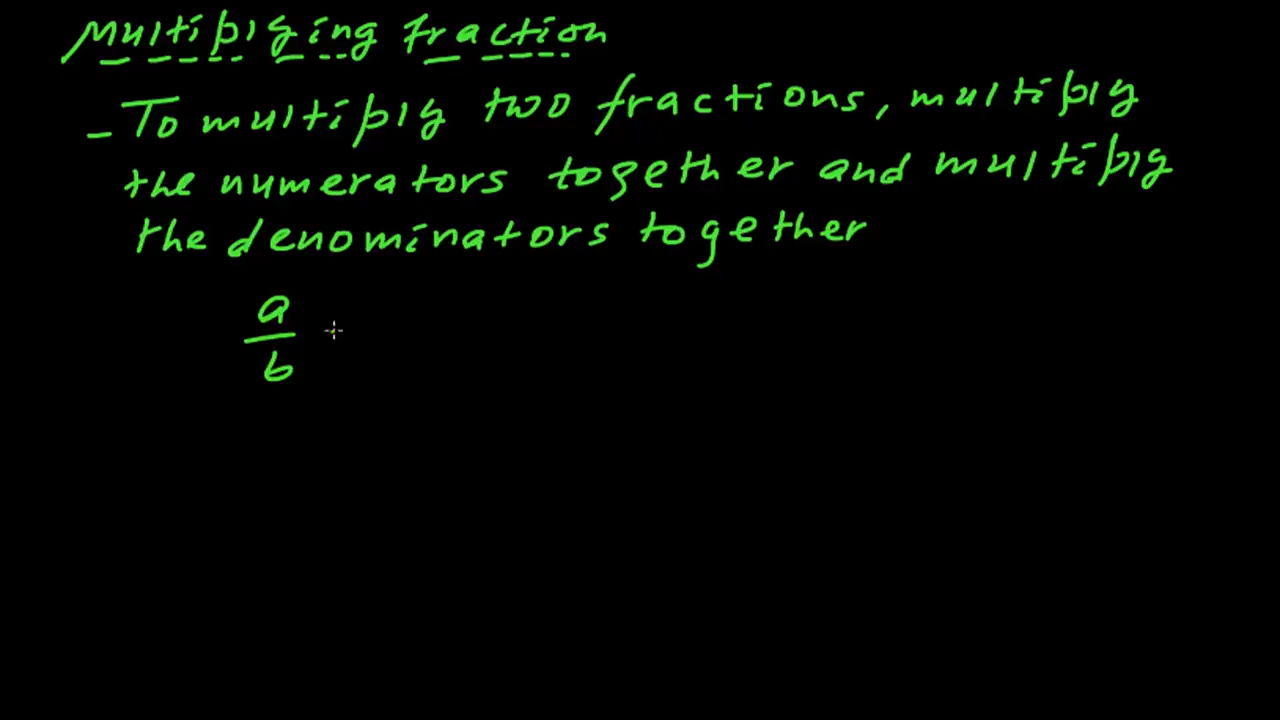 Multiplying fraction
- To multiply two fractions, multiply
the numerators together and multiply
the denominators together
a
b